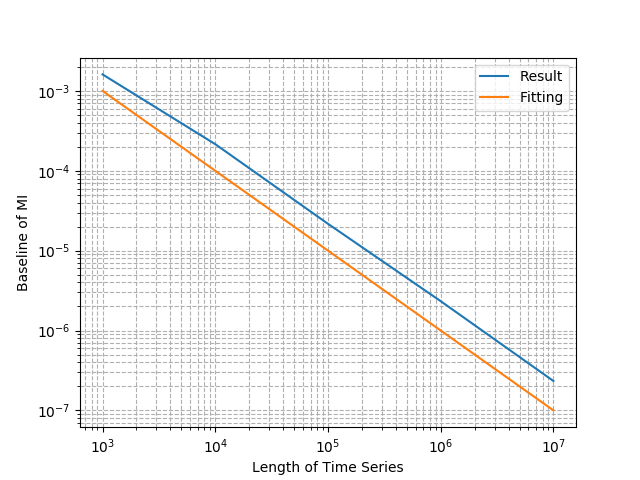 Result
Fitting
10⁻³
10⁻⁴
10⁻⁵
10⁻⁶
10⁻⁷
Baseline of MI
10³ 10⁴ 10⁵ 10⁶ 10⁷
Length of Time Series